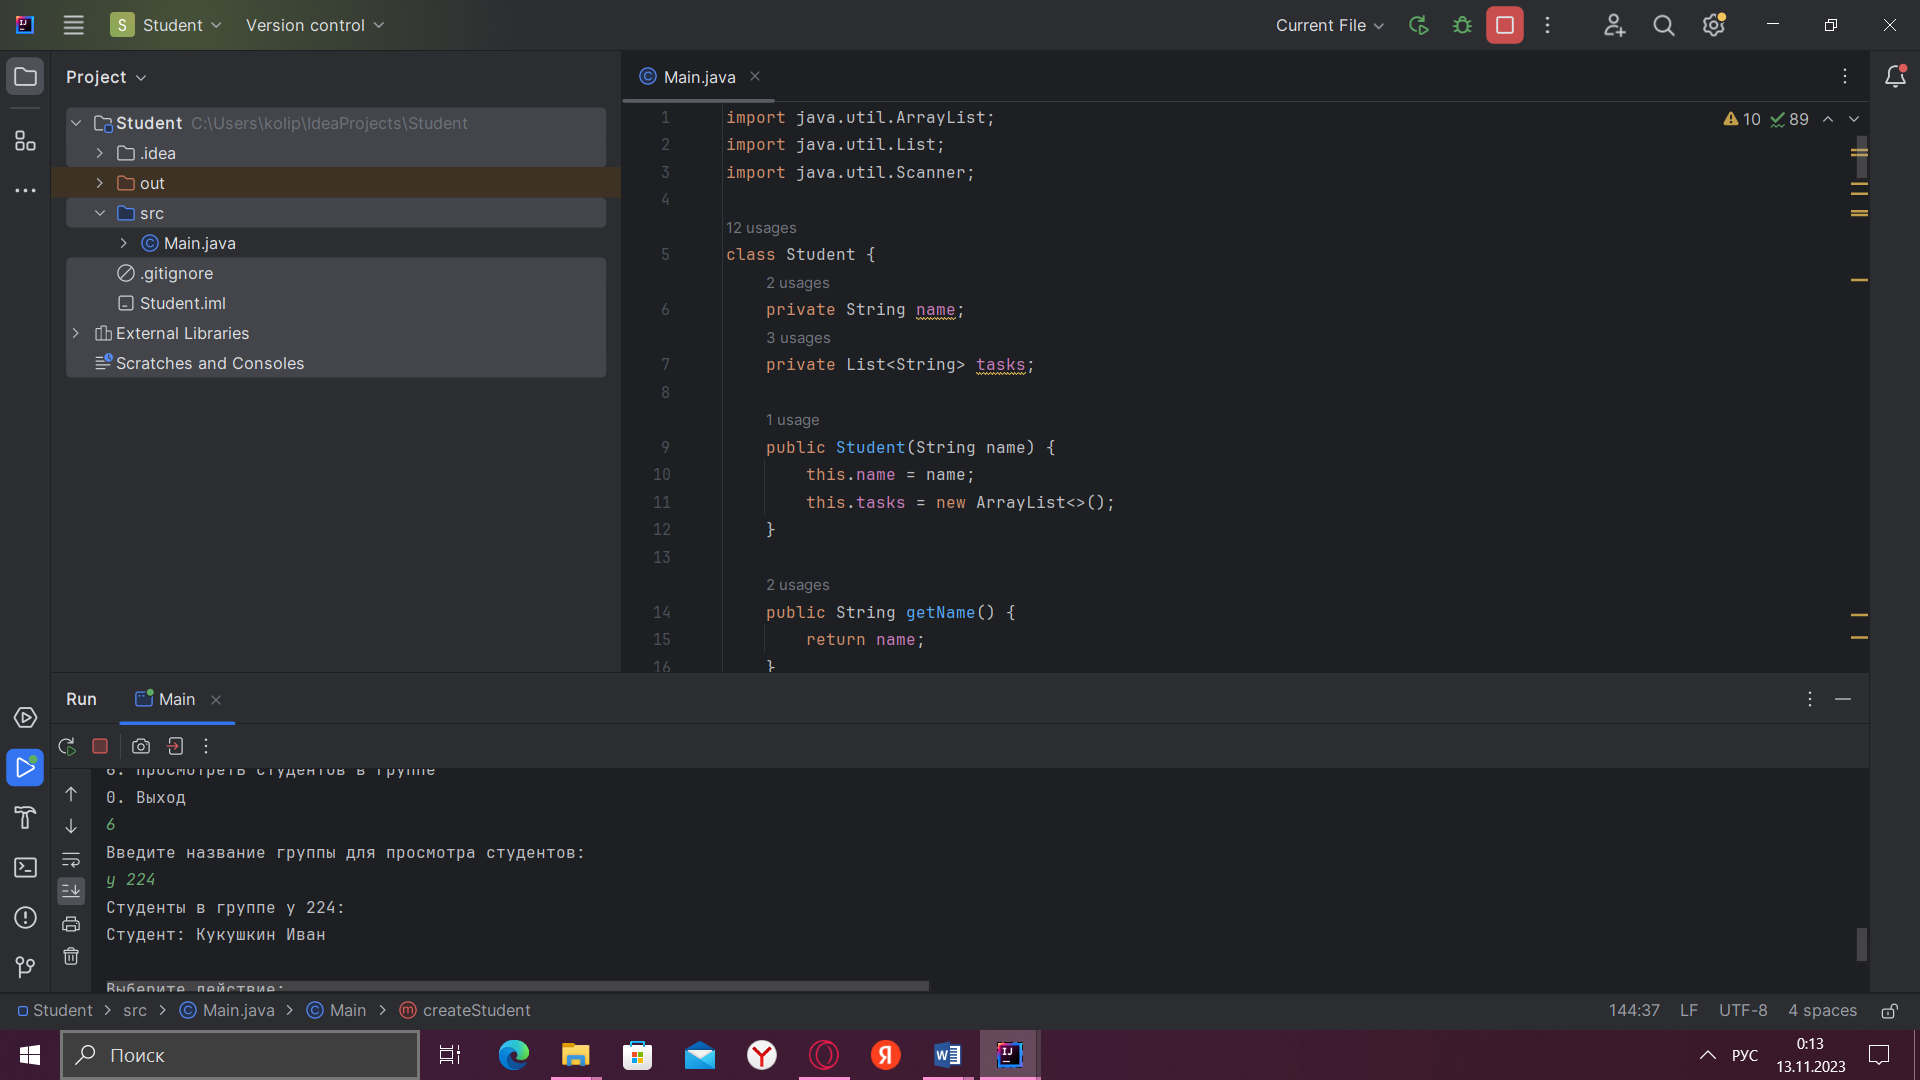 S Student Version control Current File
Project
Student C:\Users\kolip\IdeaProjects\Student
.idea
out
src
Main.java
.gitignore
Student.iml
External Libraries
Scratches and Consoles
Main.java
10 89
1 import java.util.ArrayList;
2 import java.util.List;
3 import java.util.Scanner;
4
12 usages
5 class Student {
2 usages
6 private String name;
3 usages
7 private List<String> tasks;
8
1 usage
9 public Student(String name) {
10 this.name = name;
11 this.tasks = new ArrayList<>();
12 }
13
2 usages
14 public String getName() {
15 return name;
16 }
Run Main
6. Просмотреть студентов в группе
0. Выход
6
Введите название группы для просмотра студентов:
у 224
Студенты в группе у 224:
Студент: Кукушкин Иван
Выберите действие:
Student src Main.java Main createStudent 144:37 LF UTF-8 4 spaces
Поиск
РУС
0:13
13.11.2023